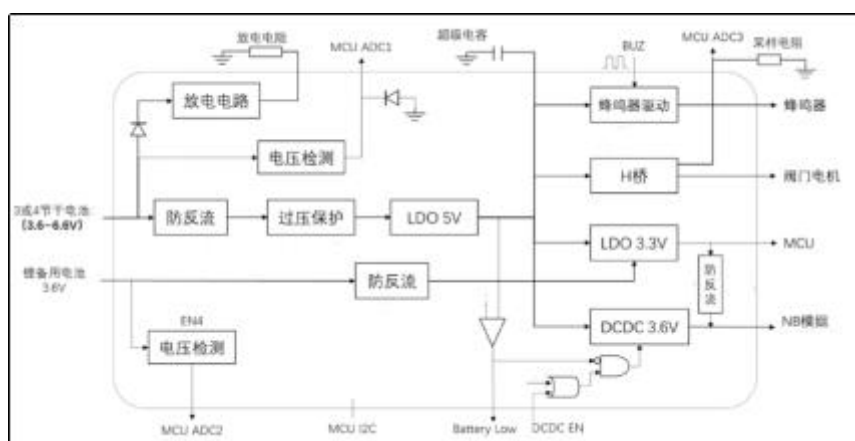 放电电阻
MCU ADC1
超级电容
BUZ
MCU ADC3
采样电阻
放电电路
蜂鸣器驱动
蜂鸣器
电压检测
H桥
阀门电机
3或4节干电池:
(3.6~6.6V)
防反流
过压保护
LDO 5V
LDO 3.3V
MCU
锂备用电池
3.6V
防反流
防反流
EN4
电压检测
DCDC 3.6V
NB模组
MCU ADC2
MCU I2C
Battery Low
DCDC EN